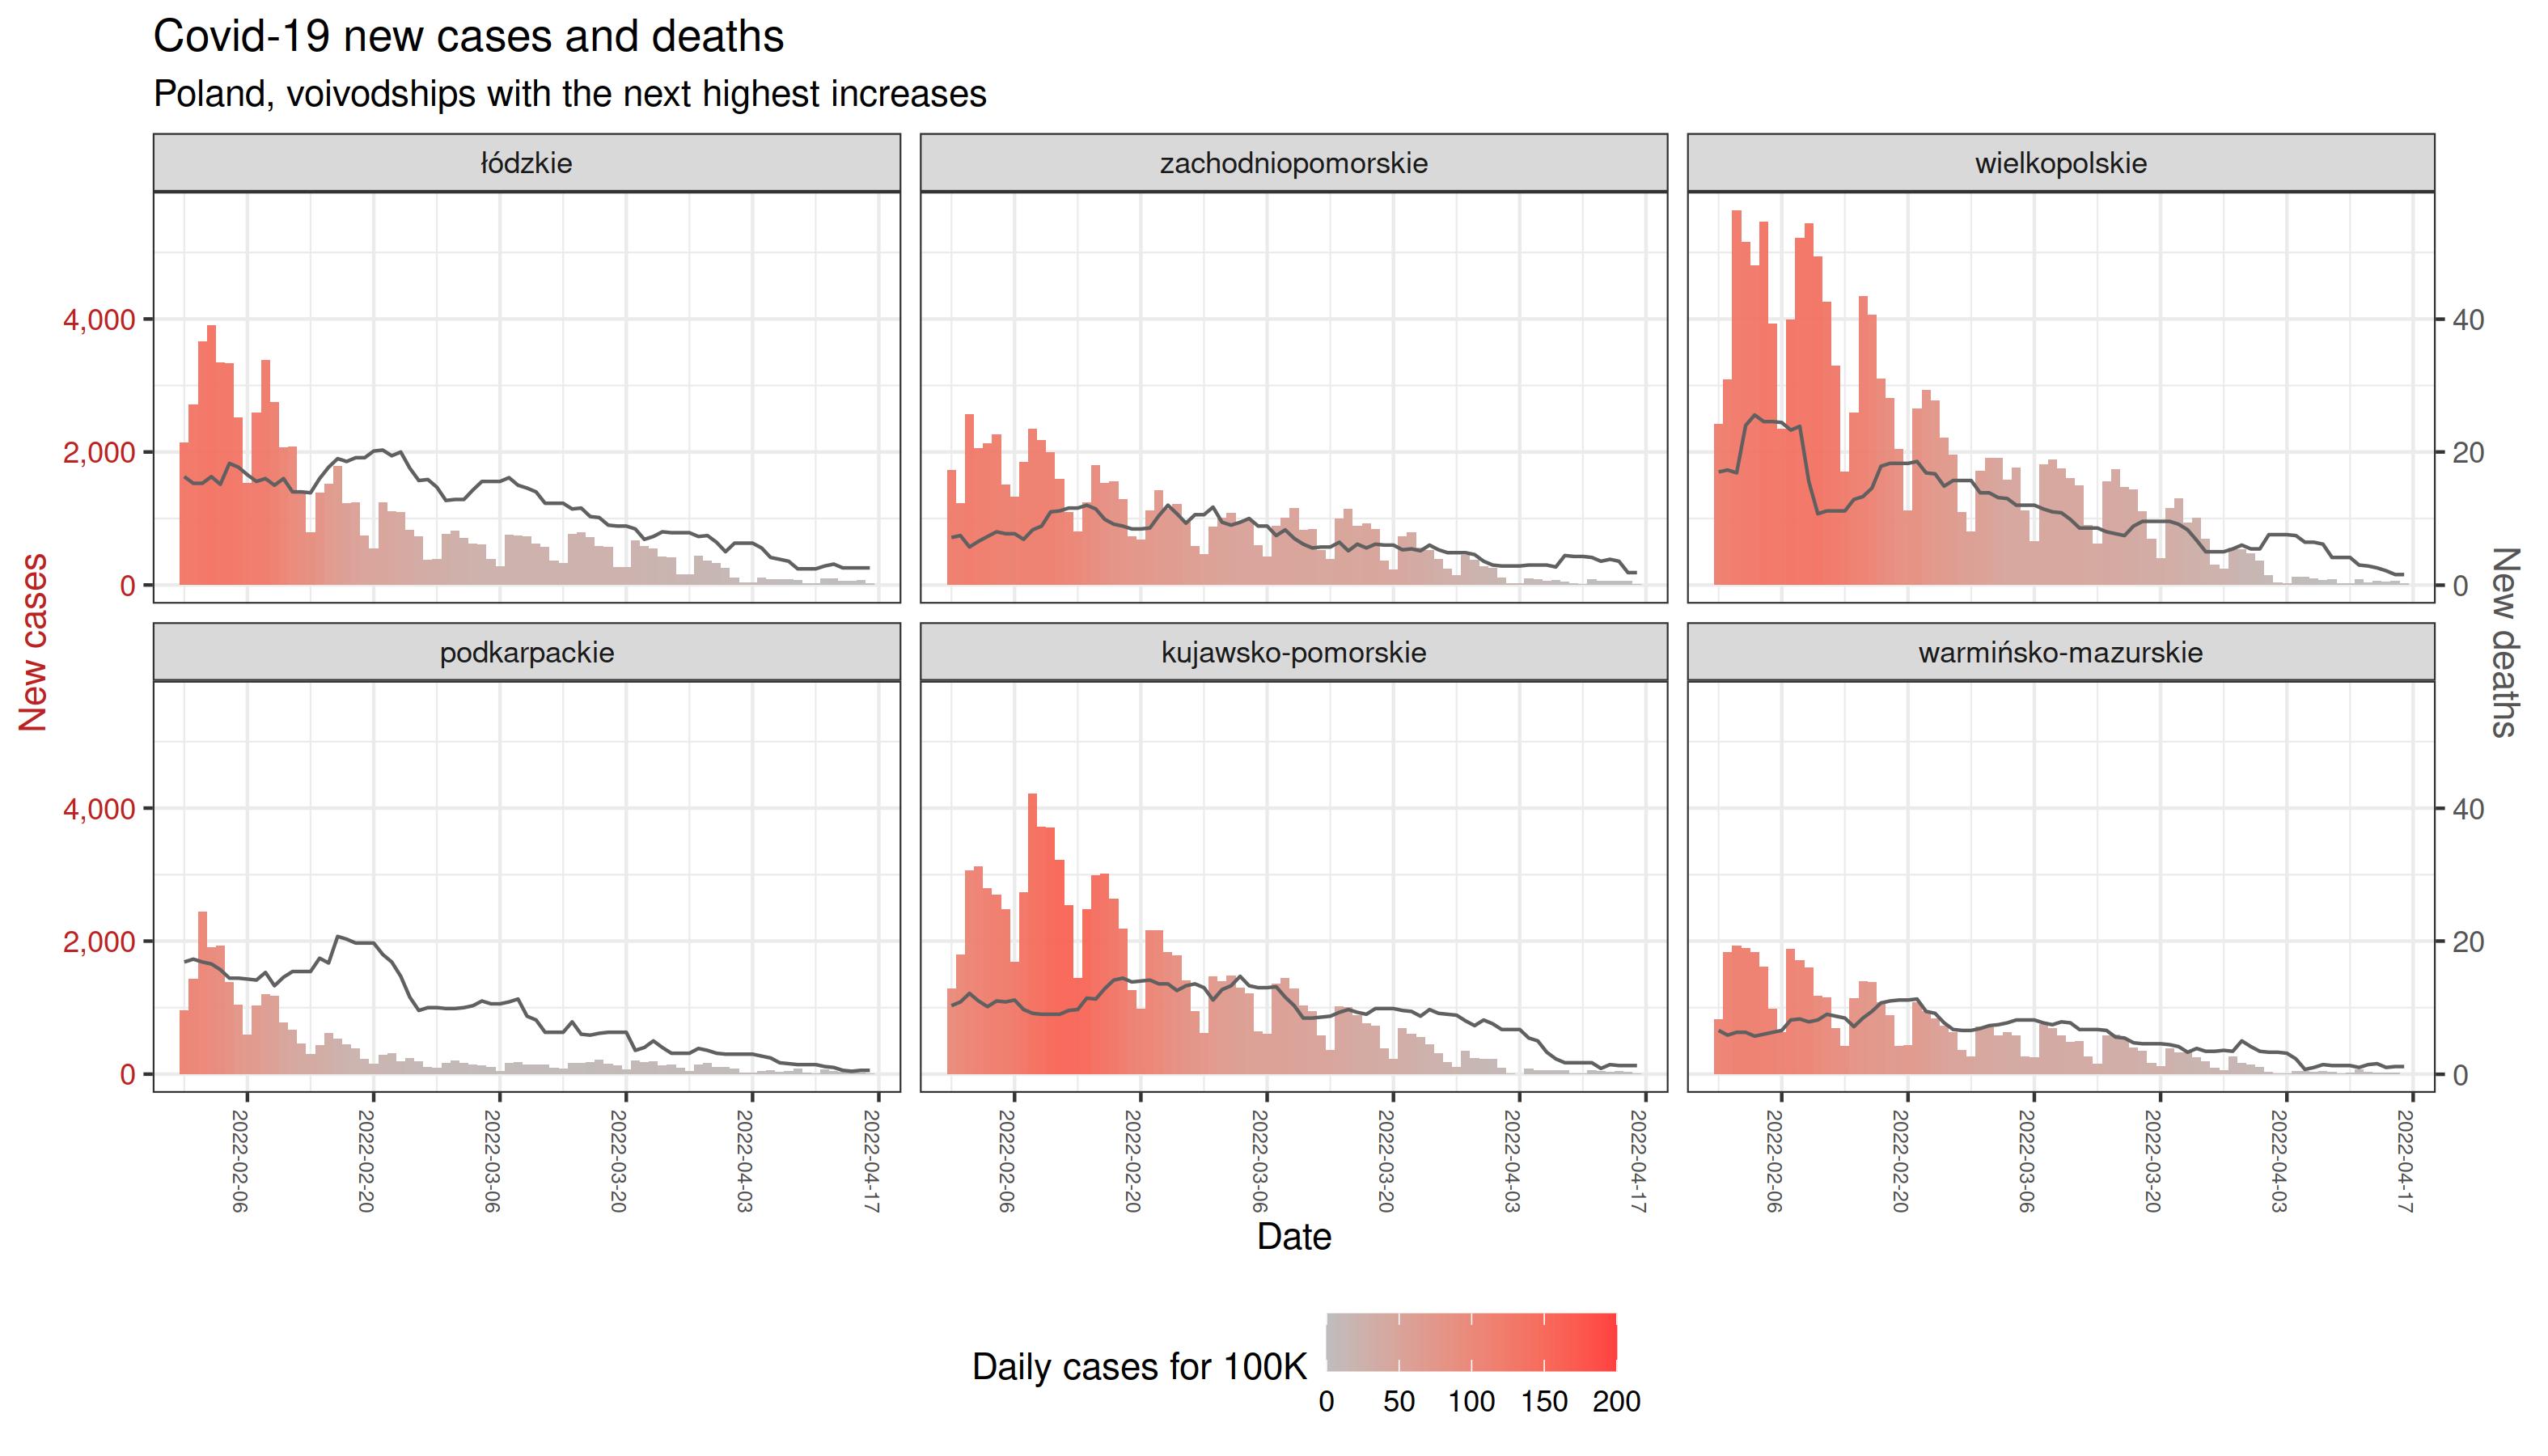 Covid-19 new cases and deaths
Poland, voivodships with the next highest increases
łódzkie
zachodniopomorskie
wielkopolskie
4,000
2,000
0
40
20
0
New cases
New deaths
podkarpackie
kujawsko-pomorskie
warmińsko-mazurskie
4,000
2,000
0
40
20
0
2022-02-06
2022-02-20
2022-03-06
2022-03-20
2022-04-03
2022-04-17
2022-02-06
2022-02-20
2022-03-06
2022-03-20
2022-04-03
2022-04-17
2022-02-06
2022-02-20
2022-03-06
2022-03-20
2022-04-03
2022-04-17
Date
Daily cases for 100K
0 50 100 150 200